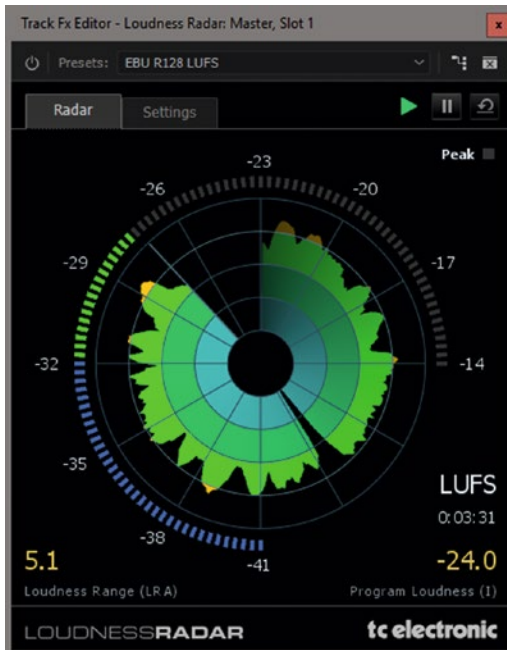 Track Fx Editor - Loudness Radar: Master, Slot 1
x
Presets: EBU R128 LUFS
Radar
Settings
Peak
-23
-26
-20
-29
-17
-32
-14
-35
LUFS
0:03:31
-38
5.1
-41
-24.0
Loudness Range (LRA)
Program Loudness (I)
LOUDNESSRADAR
tc electronic